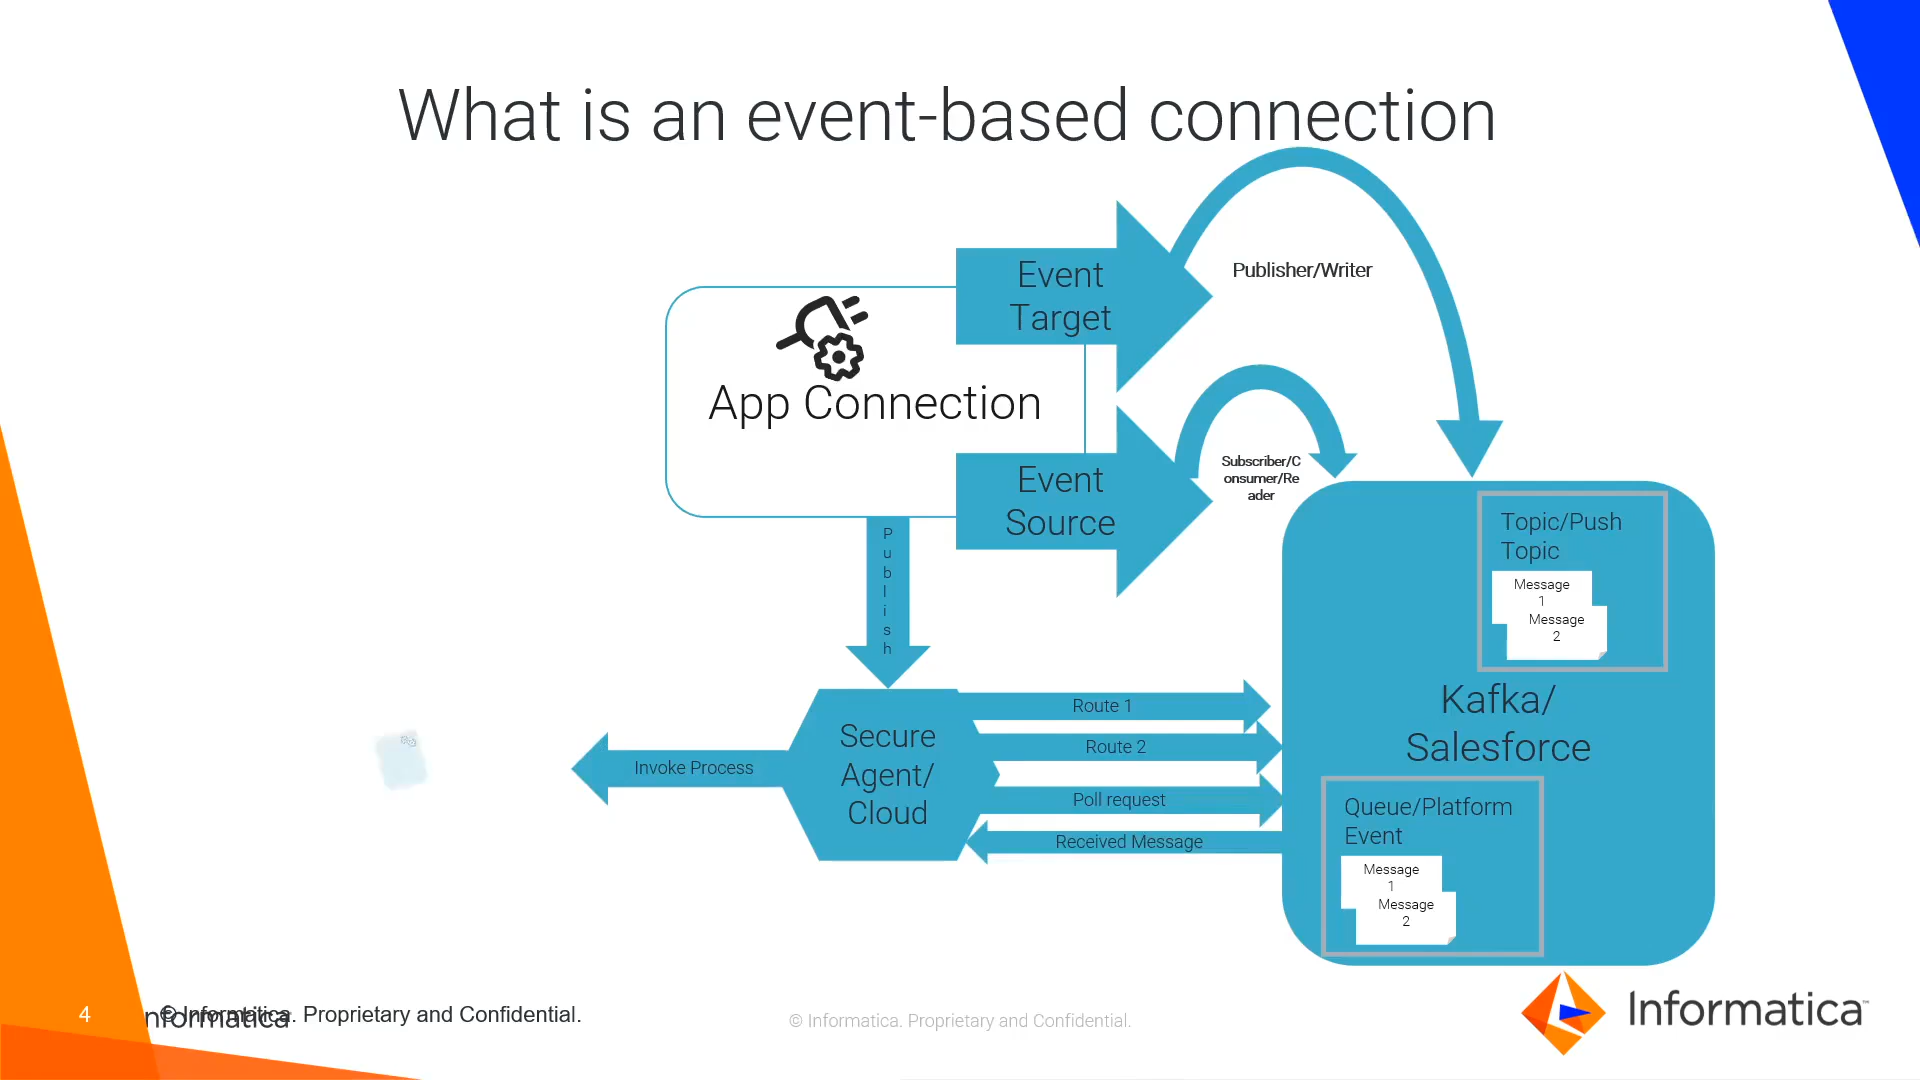 What is an event-based connection
Event
Target
Publisher/Writer
App Connection
Event
Source
Subscriber/C
onsumer/Re
ader
P
u
b
l
i
s
h
Topic/Push
Topic
Message
1
Message
2
Kafka/
Salesforce
Secure
Agent/
Cloud
Route 1
Route 2
Poll request
Received Message
Invoke Process
Queue/Platform
Event
Message
1
Message
2
4
© Informatica. Proprietary and Confidential.
nformatica
© Informatica. Proprietary and Confidential.
Informatica™